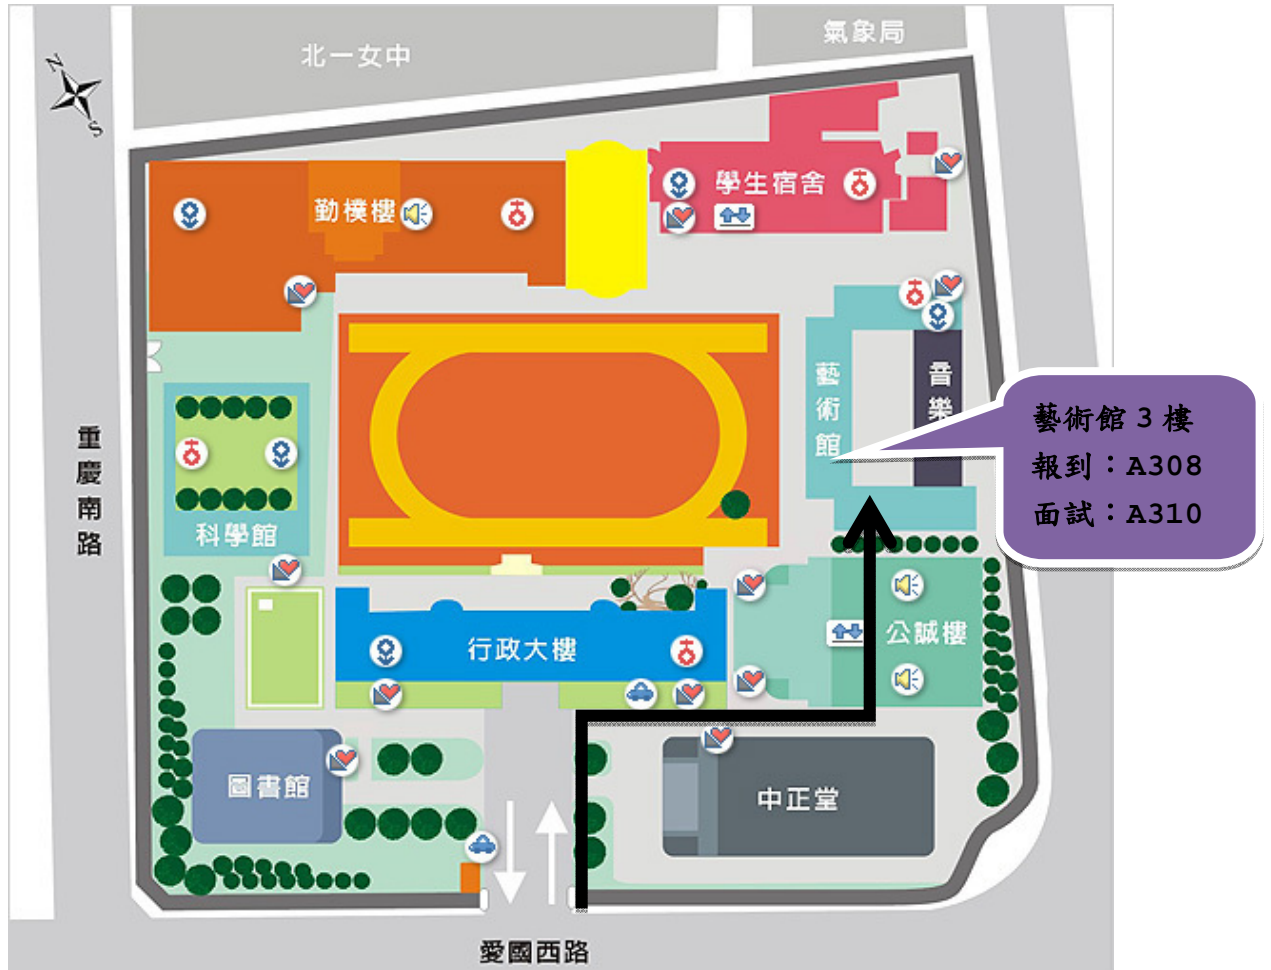 北一女中
氣象局
N
S
勤樸樓
學生宿舍
藝術館
音樂
藝術館 3 樓
報到：A308
面試：A310
重慶南路
科學館
行政大樓
公誠樓
圖書館
中正堂
愛國西路